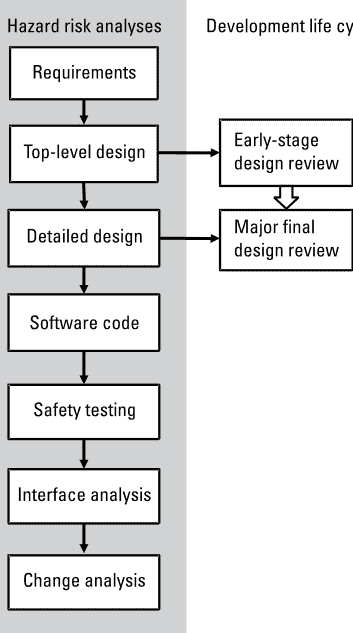 Hazard risk analyses
Development life
Requirements
Top-level design
Early-stage
design review
Detailed design
Major final
design review
Software code
Safety testing
Interface analysis
Change analysis